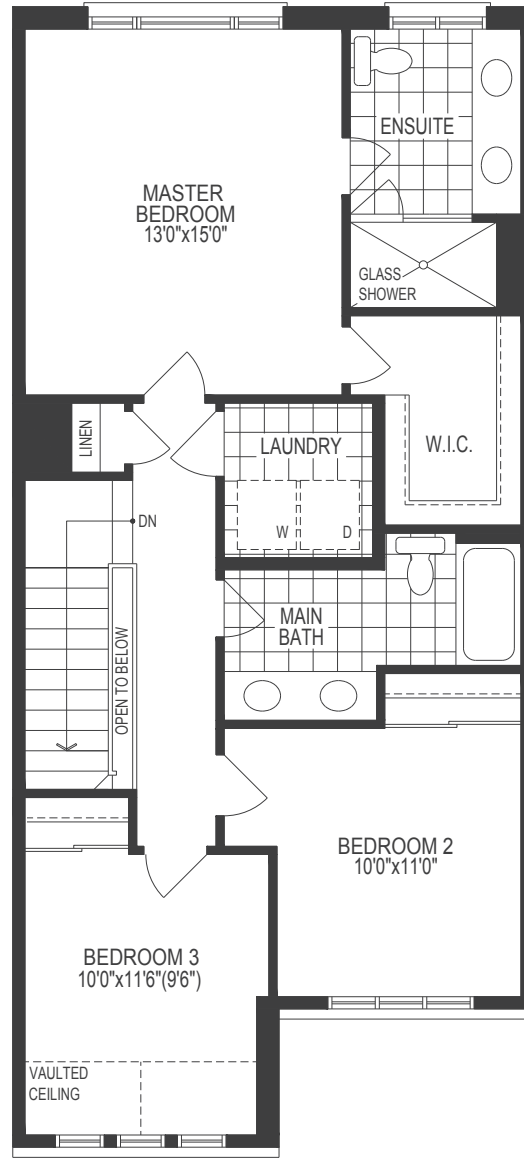 ENSUITE
MASTER
BEDROOM
13'0"x15'0"
GLASS
SHOWER
LINEN
LAUNDRY
W.I.C.
W
D
DN
MAIN
BATH
OPEN TO BELOW
BEDROOM 2
10'0"x11'0"
BEDROOM 3
10'0"x11'6"(9'6")
VAULTED
CEILING